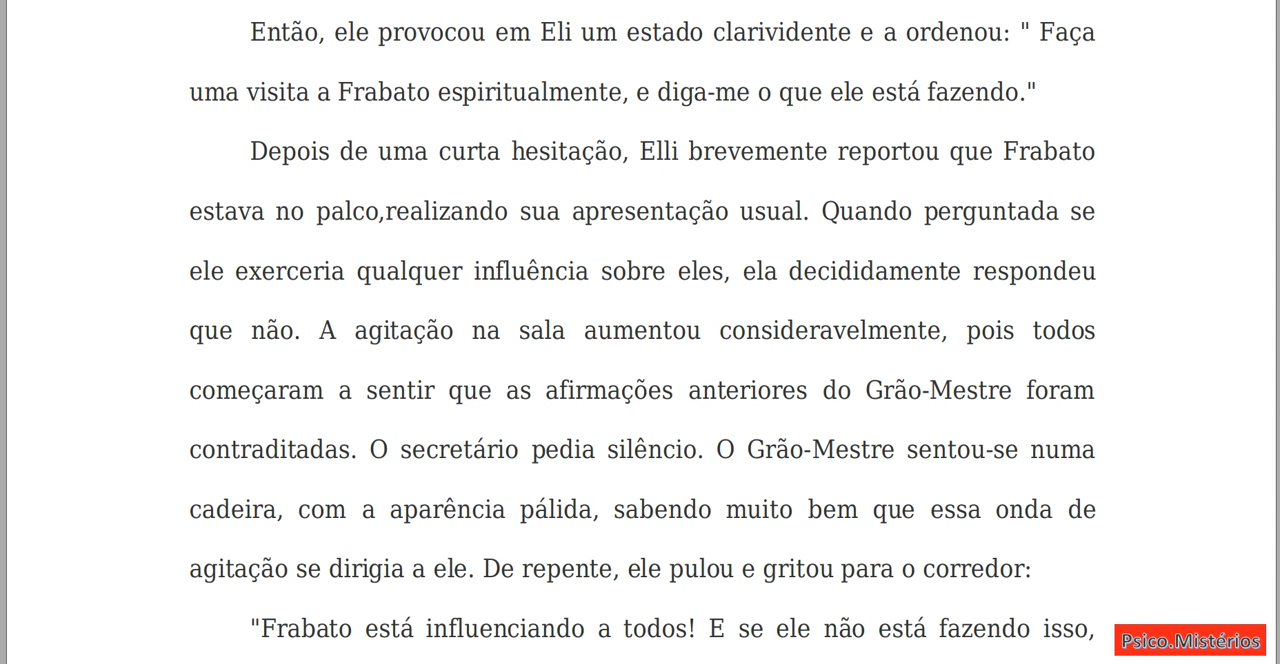 Então, ele provocou em Eli um estado clarividente e a ordenou: " Faça
uma visita a Frabato espiritualmente, e diga-me o que ele está fazendo."
Depois de uma curta hesitação, Elli brevemente reportou que Frabato
estava no palco,realizando sua apresentação usual. Quando perguntada se
ele exerceria qualquer influência sobre eles, ela decididamente respondeu
que não. A agitação na sala aumentou consideravelmente, pois todos
começaram a sentir que as afirmações anteriores do Grão-Mestre foram
contraditadas. O secretário pedia silêncio. O Grão-Mestre sentou-se numa
cadeira, com a aparência pálida, sabendo muito bem que essa onda de
agitação se dirigia a ele. De repente, ele pulou e gritou para o corredor:
"Frabato está influenciando a todos! E se ele não está fazendo isso,
Psico.Mistérios